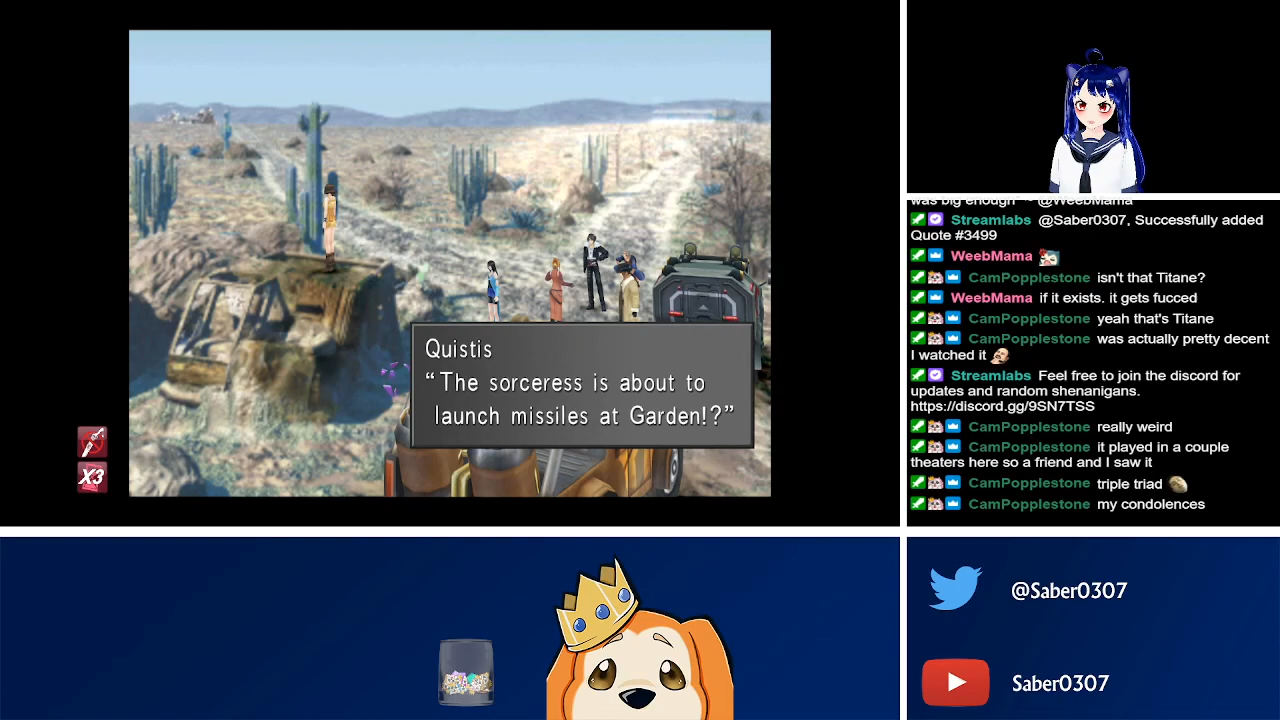 Quistis
“The sorceress is about to
launch missiles at Garden!?”
X3
was big enough" ~ @WeebMama
Streamlabs @Saber0307, Successfully added
Quote #3499
WeebMama
CamPopplestone isn't that Titane?
WeebMama if it exists. it gets fucced
CamPopplestone yeah that's Titane
CamPopplestone was actually pretty decent
I watched it
Streamlabs Feel free to join the discord for
updates and random shenanigans.
https://discord.gg/9SN7TSS
CamPopplestone really weird
CamPopplestone it played in a couple
theaters here so a friend and I saw it
CamPopplestone triple triad
CamPopplestone my condolences
@Saber0307
Saber0307